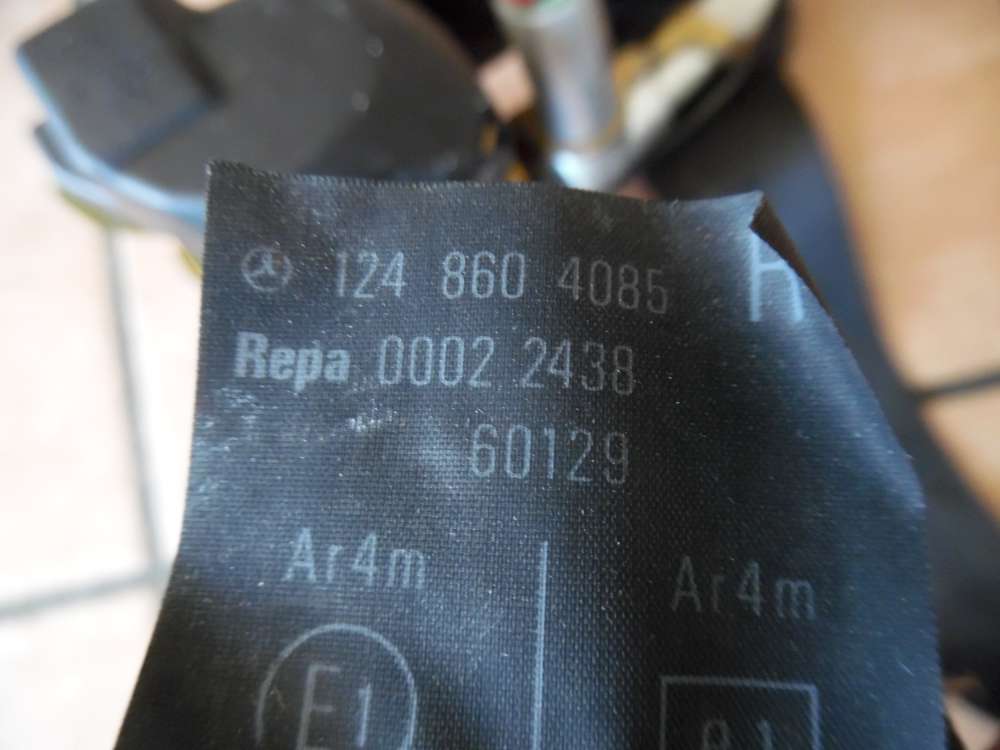 124 860 4085 H
Repa 0002 2438
60129
Ar4m Ar4m
E1